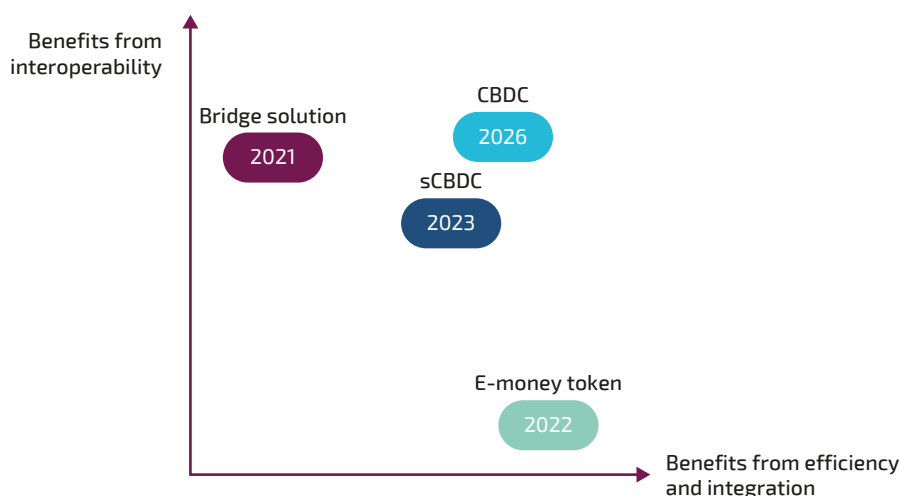 Benefits from
interoperability
CBDC
2026
Bridge solution
2021
sCBDC
2023
E-money token
2022
Benefits from efficiency
and integration